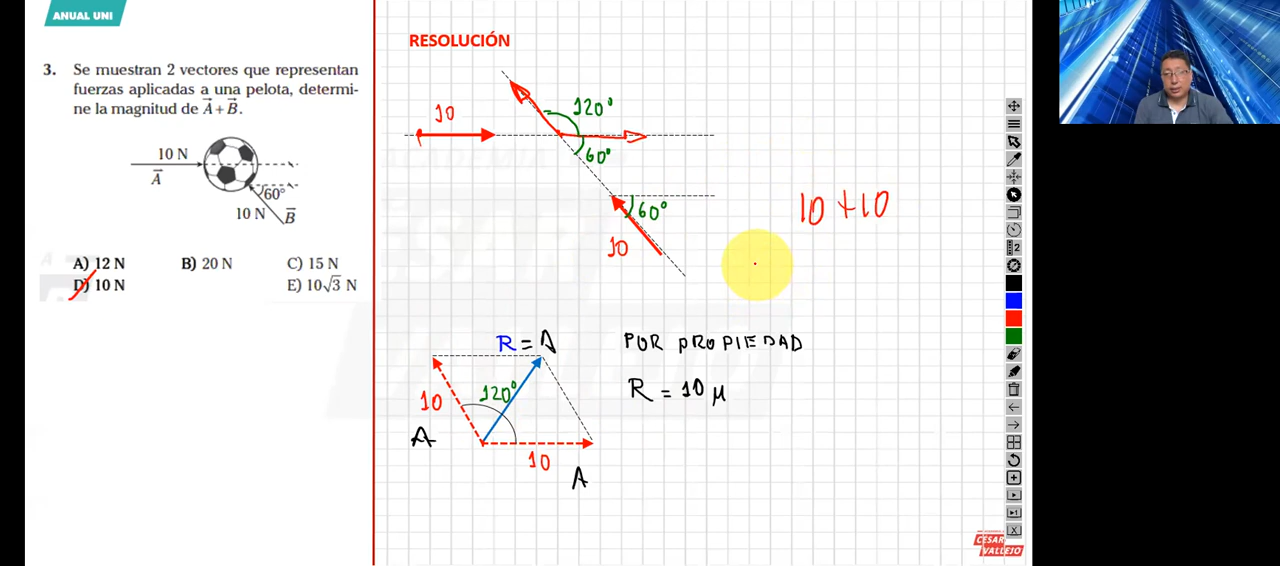 ANUAL UNI
3. Se muestran 2 vectores que representan
fuerzas aplicadas a una pelota, determi-
ne la magnitud de A + B.
10 N
A
60°
10 N
B
A) 12 N B) 20 N C) 15 N
D) 10 N E) 10√3 N
RESOLUCIÓN
10
120°
60°
60°
10
10 + 10
R = A
120°
10
A
10
A
POR PROPIEDAD
R = 10 μ
2
CÉSAR
VALLEJO